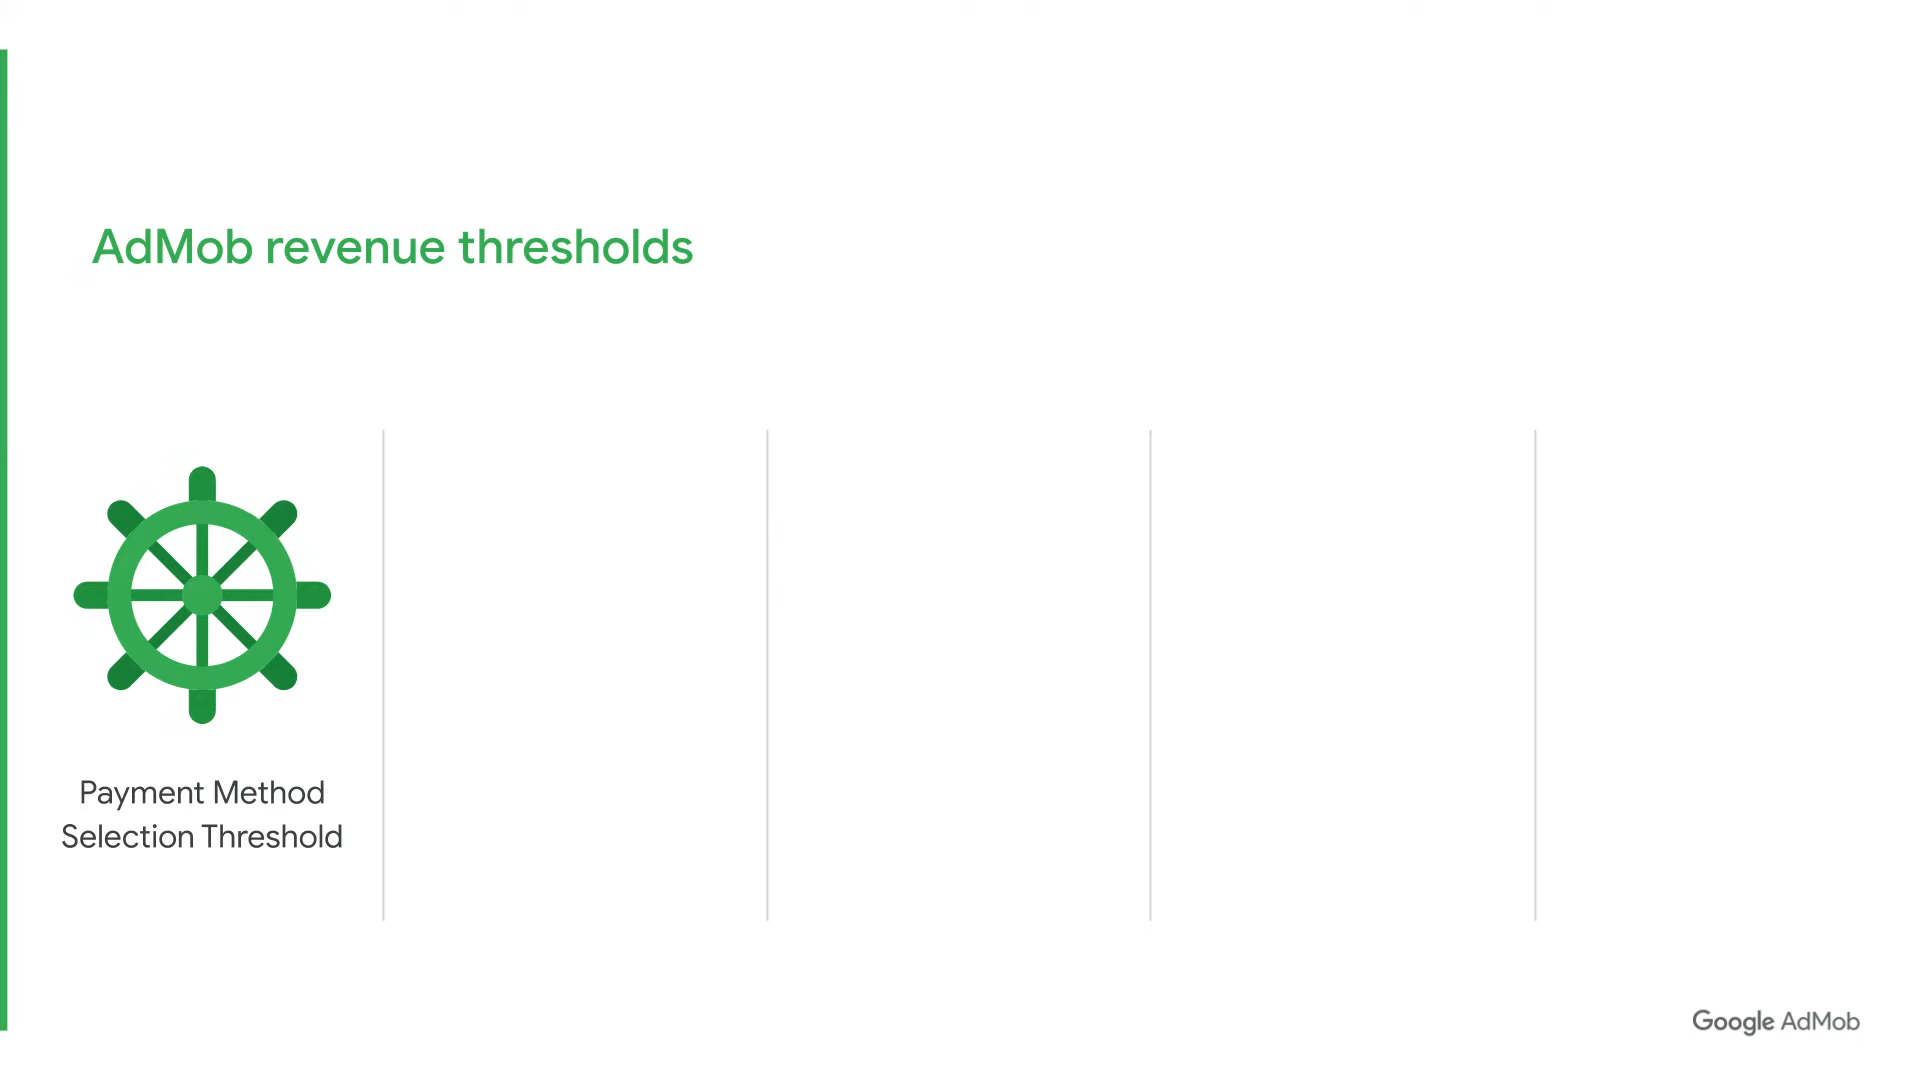 AdMob revenue thresholds
Payment Method
Selection Threshold
Google AdMob